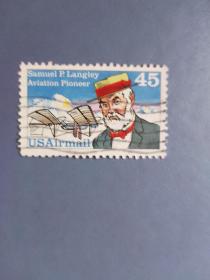 Samuel P. Langley 45
Aviation Pioneer
USAirmail